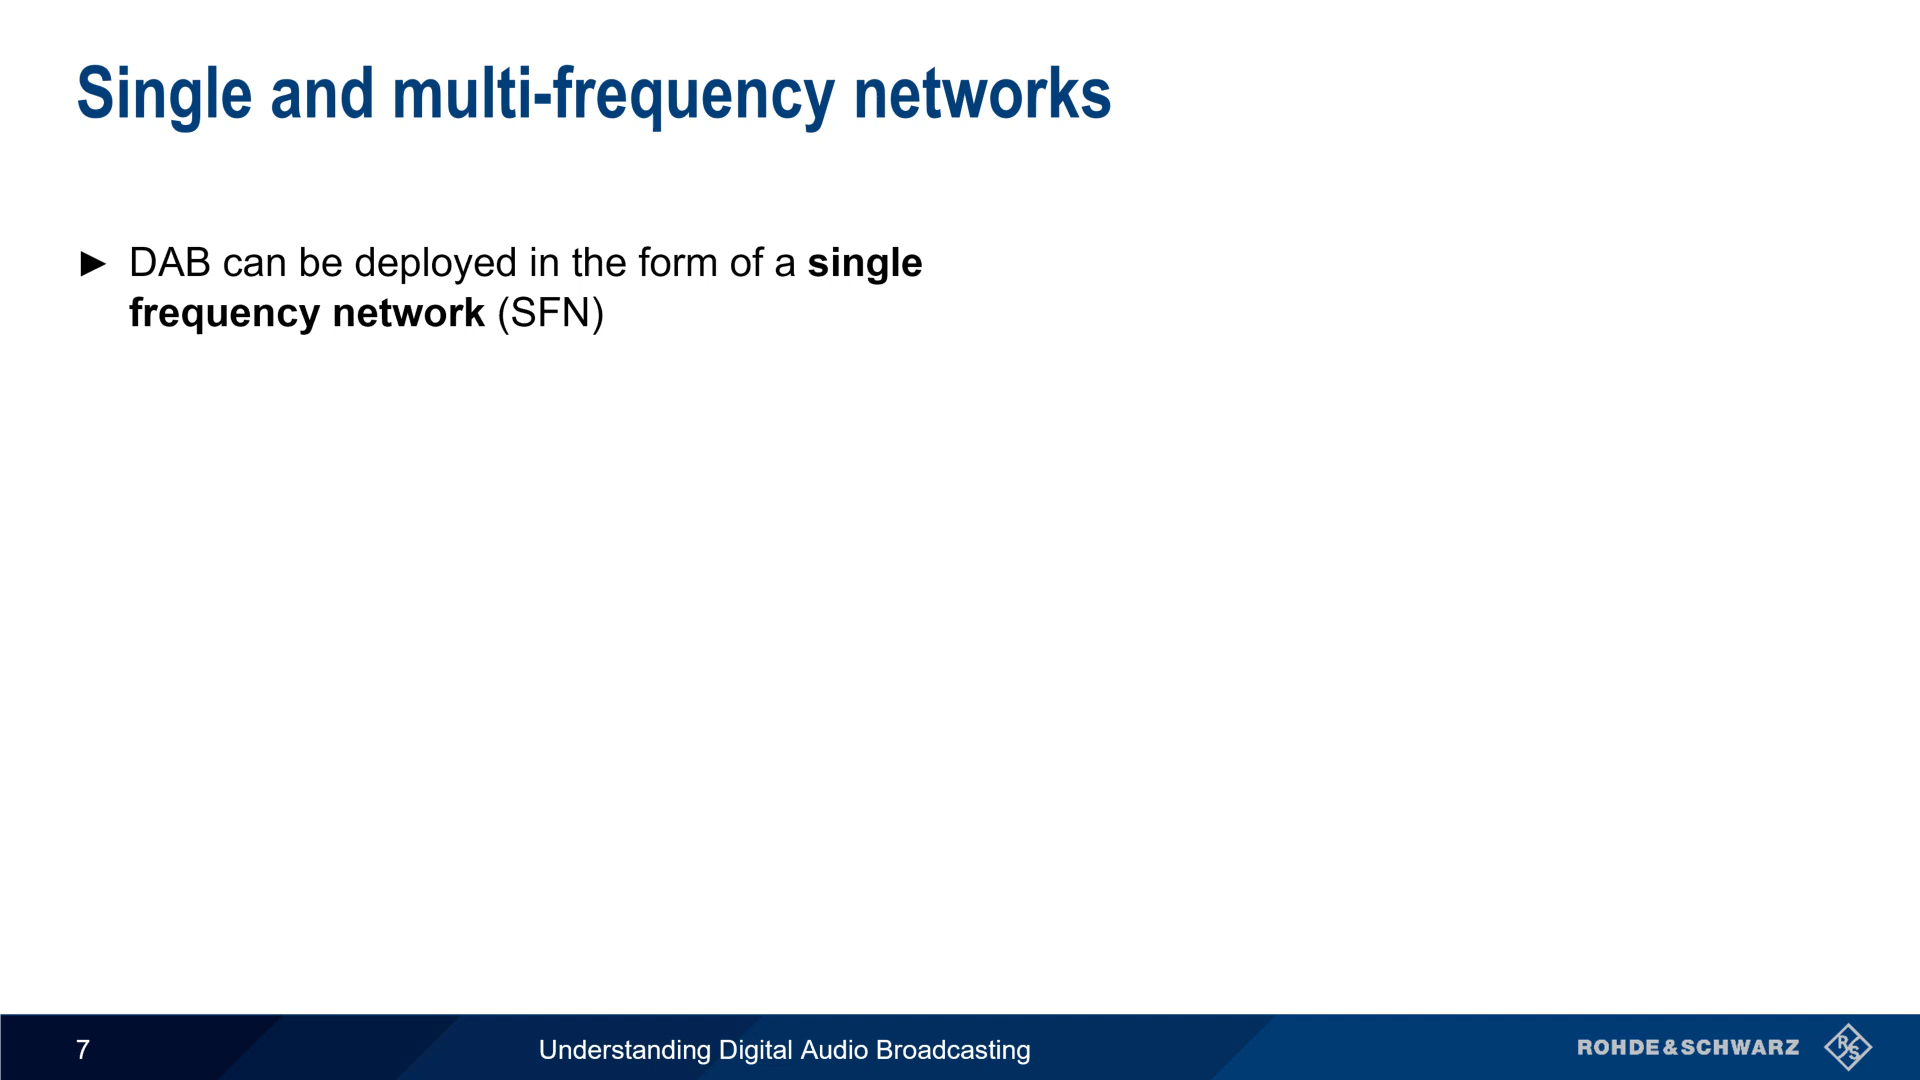 Single and multi-frequency networks
► DAB can be deployed in the form of a single
frequency network (SFN)
7
Understanding Digital Audio Broadcasting
ROHDE&SCHWARZ
R&S